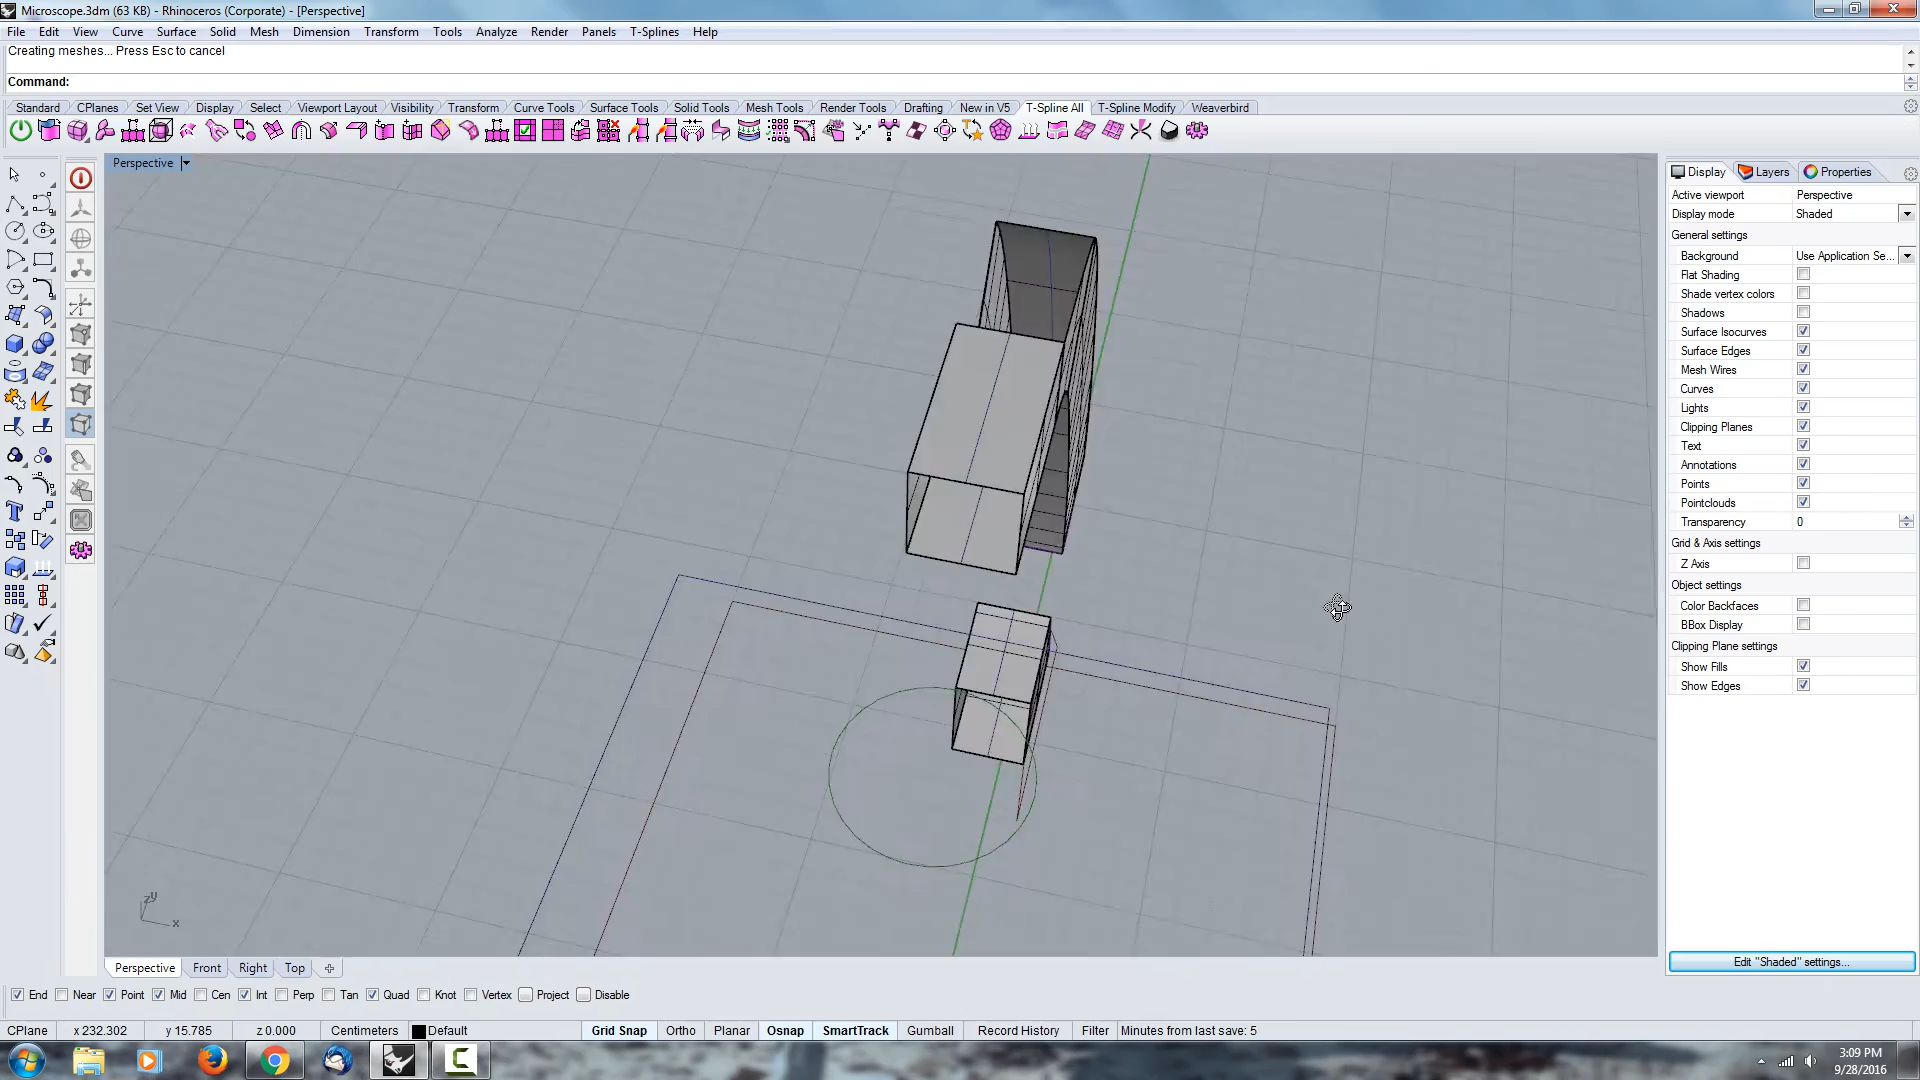 Microscope.3dm (63 KB) - Rhinoceros (Corporate) - [Perspective]
File Edit View Curve Surface Solid Mesh Dimension Transform Tools Analyze Render Panels T-Splines Help
Creating meshes... Press Esc to cancel
Command:
Standard CPlanes Set View Display Select Viewport Layout Visibility Transform Curve Tools Surface Tools Solid Tools Mesh Tools Render Tools Drafting New in V5 T-Spline All T-Spline Modify Weaverbird
Perspective
Display Layers Properties
Active viewport Perspective
Display mode Shaded
General settings
Background Use Application Se...
Flat Shading
Shade vertex colors
Shadows
Surface Isocurves
Surface Edges
Mesh Wires
Curves
Lights
Clipping Planes
Text
Annotations
Points
Pointclouds
Transparency 0
Grid & Axis settings
Z Axis
Object settings
Color Backfaces
BBox Display
Clipping Plane settings
Show Fills
Show Edges
Edit "Shaded" settings...
z y
x
Perspective Front Right Top
End Near Point Mid Cen Int Perp Tan Quad Knot Vertex Project Disable
CPlane x 232.302 y 15.785 z 0.000 Centimeters Default Grid Snap Ortho Planar Osnap SmartTrack Gumball Record History Filter Minutes from last save: 5
3:09 PM
9/28/2016